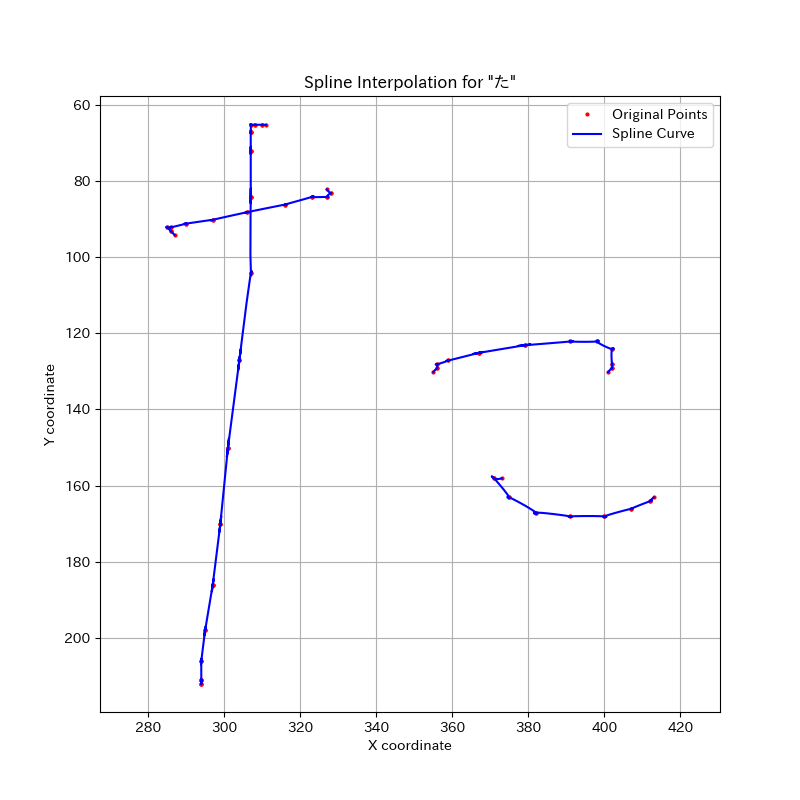 Spline Interpolation for "た"
Original Points
Spline Curve
60
80
100
120
140
160
180
200
Y coordinate
280 300 320 340 360 380 400 420
X coordinate
た